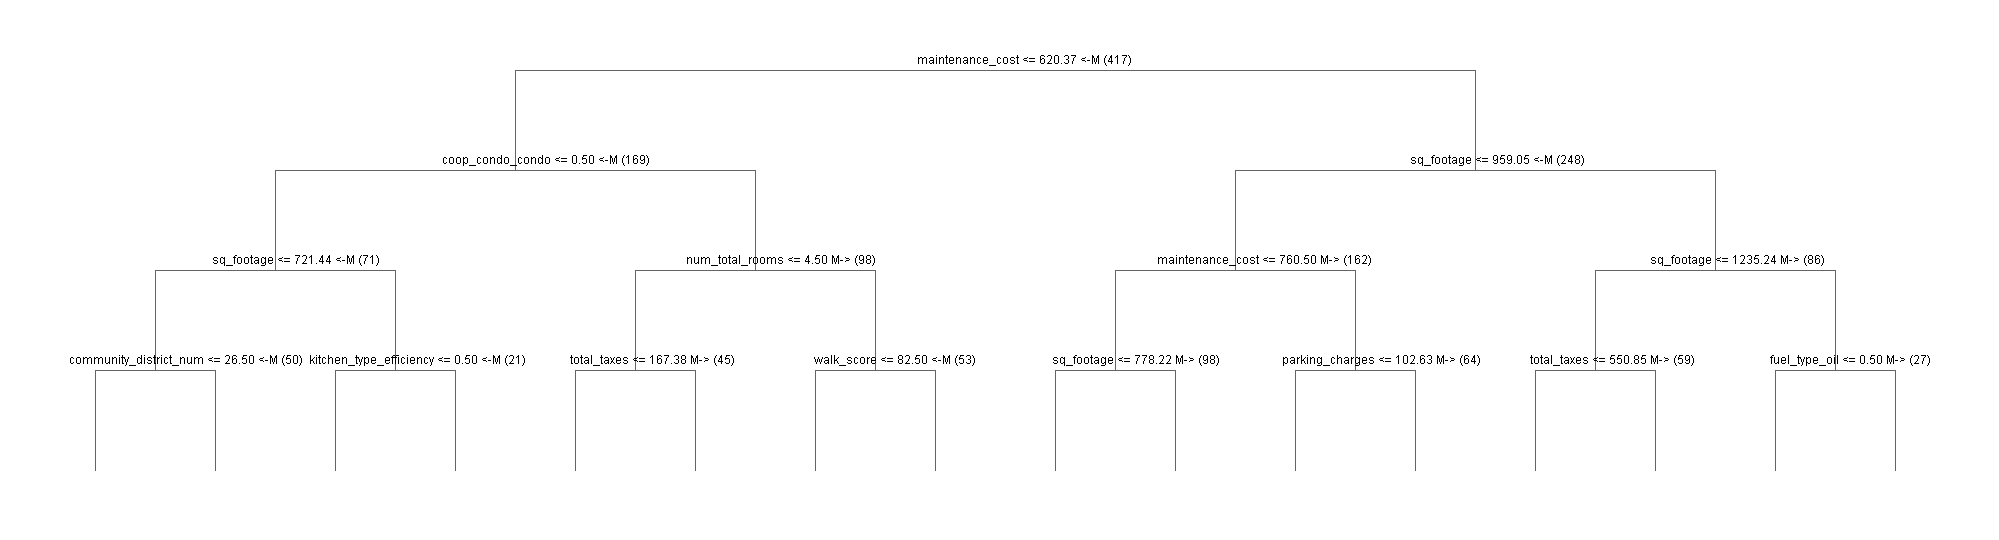 maintenance_cost <= 620.37 <-M (417)
coop_condo_condo <= 0.50 <-M (169)
sq_footage <= 959.05 <-M (248)
sq_footage <= 721.44 <-M (71)
num_total_rooms <= 4.50 M-> (98)
maintenance_cost <= 760.50 M-> (162)
sq_footage <= 1235.24 M-> (86)
community_district_num <= 26.50 <-M (50)
kitchen_type_efficiency <= 0.50 <-M (21)
total_taxes <= 167.38 M-> (45)
walk_score <= 82.50 <-M (53)
sq_footage <= 778.22 M-> (98)
parking_charges <= 102.63 M-> (64)
total_taxes <= 550.85 M-> (59)
fuel_type_oil <= 0.50 M-> (27)